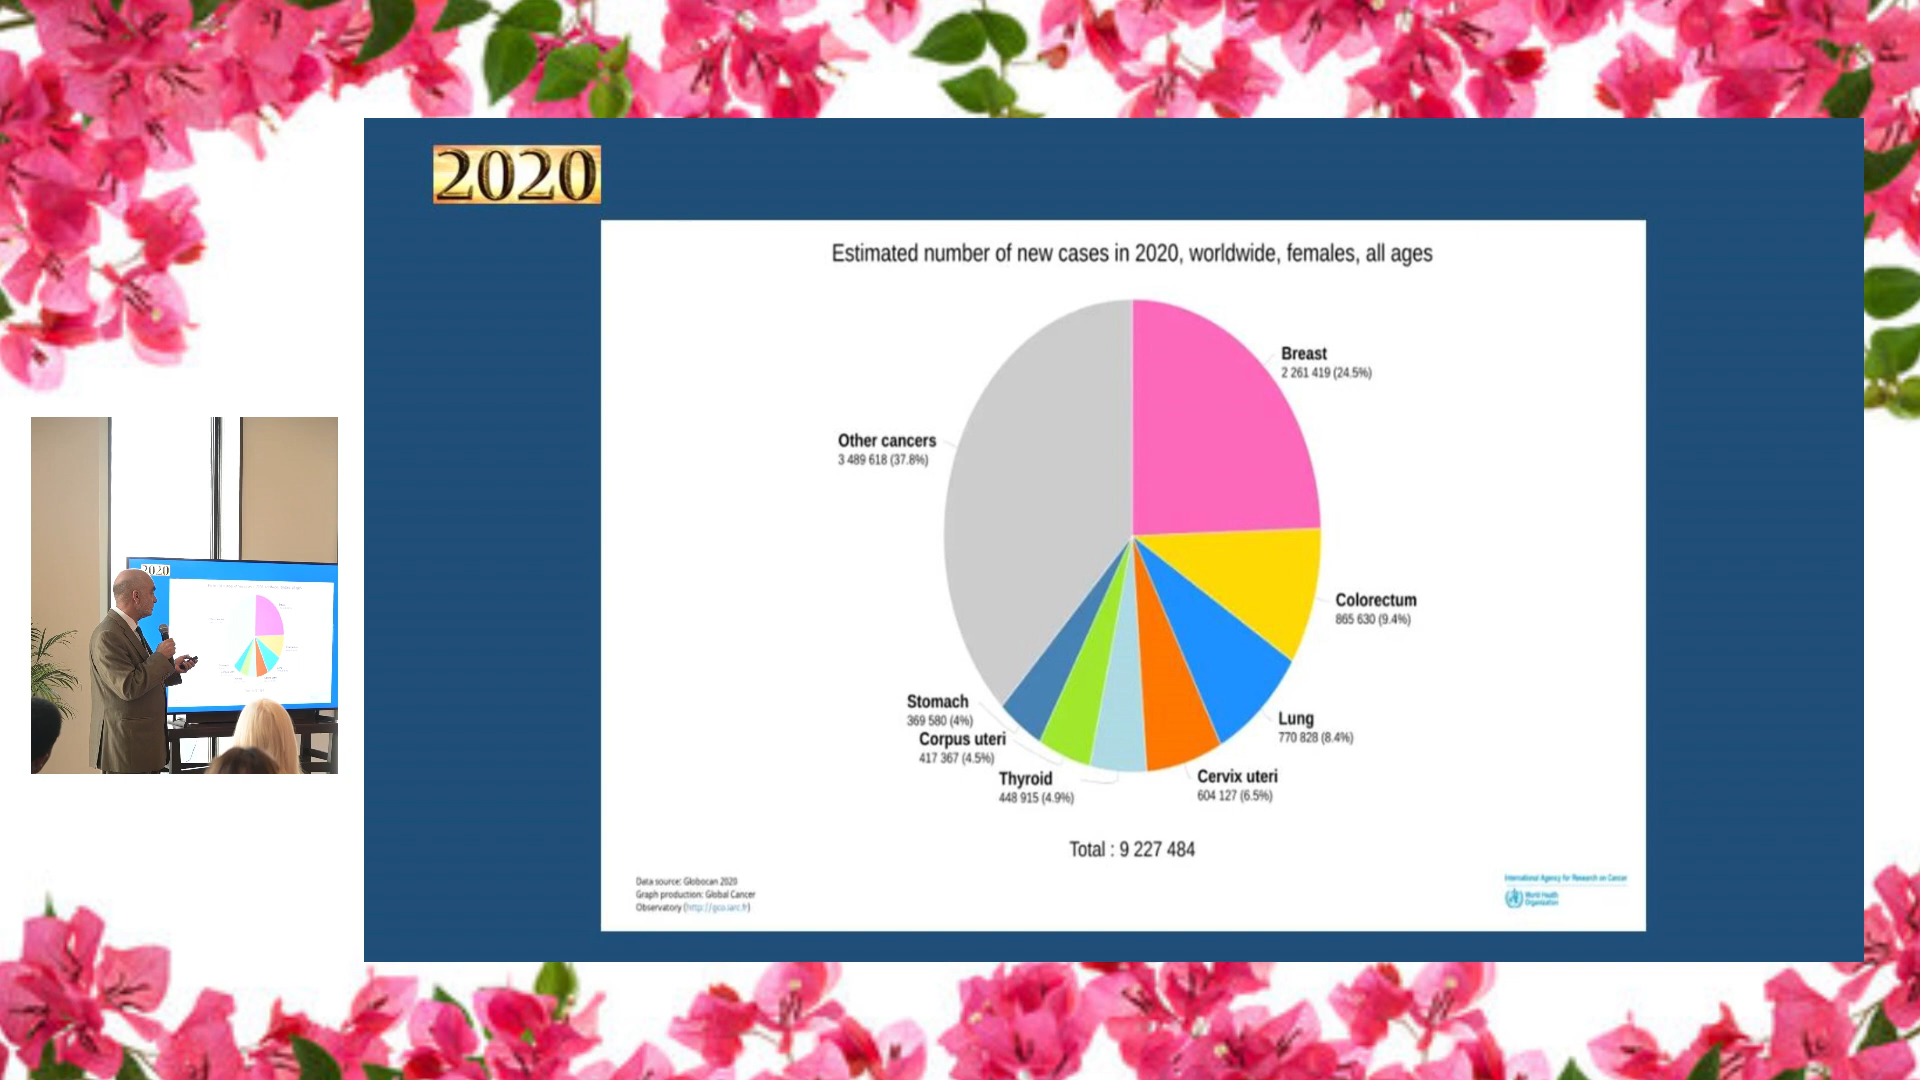 2020
Estimated number of new cases in 2020, worldwide, females, all ages
Breast
2 261 419 (24.5%)
Other cancers
3 489 618 (37.8%)
Colorectum
865 630 (9.4%)
Stomach
369 580 (4%)
Corpus uteri
417 367 (4.5%)
Lung
770 828 (8.4%)
Thyroid
448 915 (4.9%)
Cervix uteri
604 127 (6.5%)
Total : 9 227 484
Data source: Globocan 2020
Graph production: Global Cancer
Observatory (http://gco.iarc.fr)
International Agency for Research on Cancer
World Health
Organization
2020